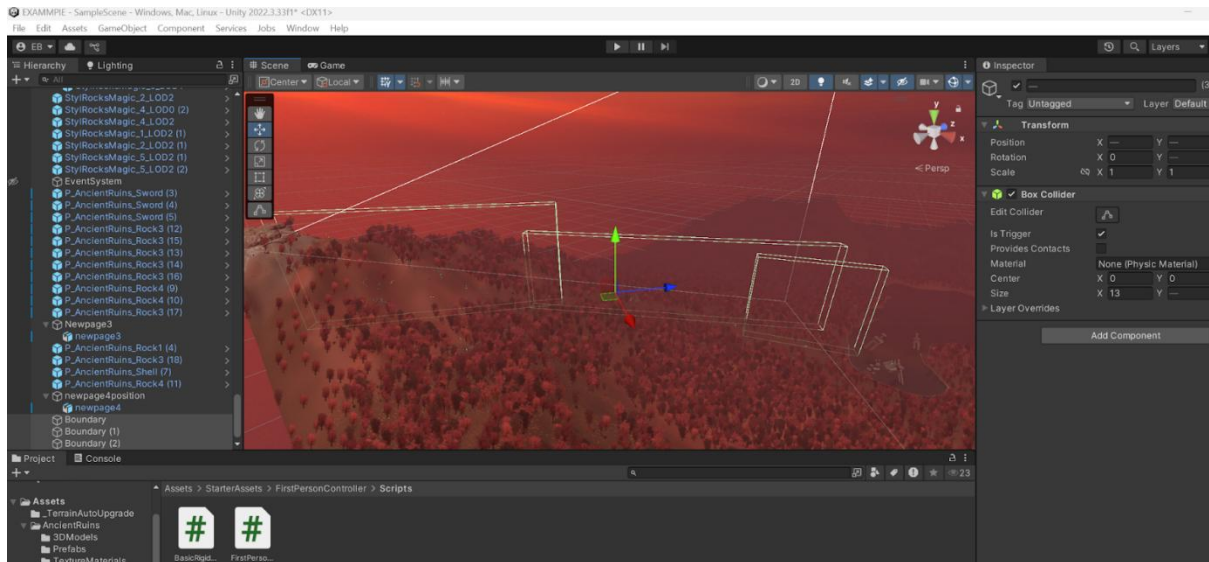 EXAMMPIE - SampleScene - Windows, Mac, Linux - Unity 2022.3.33f1* <DX11>
File Edit Assets GameObject Component Services Jobs Window Help
EB
Layers
Hierarchy Lighting
Scene Game
Inspector
All
Center Local
2D
StylRocksMagic_2_LOD2
StylRocksMagic_4_LOD0 (2)
StylRocksMagic_4_LOD2
StylRocksMagic_1_LOD2 (1)
StylRocksMagic_2_LOD2 (1)
StylRocksMagic_5_LOD2 (1)
StylRocksMagic_5_LOD2 (2)
EventSystem
P_AncientRuins_Sword (3)
P_AncientRuins_Sword (4)
P_AncientRuins_Sword (5)
P_AncientRuins_Rock3 (12)
P_AncientRuins_Rock3 (15)
P_AncientRuins_Rock3 (13)
P_AncientRuins_Rock3 (14)
P_AncientRuins_Rock3 (16)
P_AncientRuins_Rock4 (9)
P_AncientRuins_Rock4 (10)
P_AncientRuins_Rock3 (17)
Newpage3
newpage3
P_AncientRuins_Rock1 (4)
P_AncientRuins_Rock3 (18)
P_AncientRuins_Shell (7)
P_AncientRuins_Rock4 (11)
newpage4position
newpage4
Boundary
Boundary (1)
Boundary (2)
y
z
x
Persp
— (3
Tag Untagged Layer Default
Transform
Position X — Y —
Rotation X 0 Y —
Scale X 1 Y 1
Box Collider
Edit Collider
Is Trigger
Provides Contacts
Material None (Physic Material)
Center X 0 Y 0
Size X 13 Y —
Layer Overrides
Add Component
Project Console
23
Assets > StarterAssets > FirstPersonController > Scripts
Assets
_TerrainAutoUpgrade
AncientRuins
3DModels
Prefabs
TextureMaterials
# #
BasicRigid... FirstPerso...